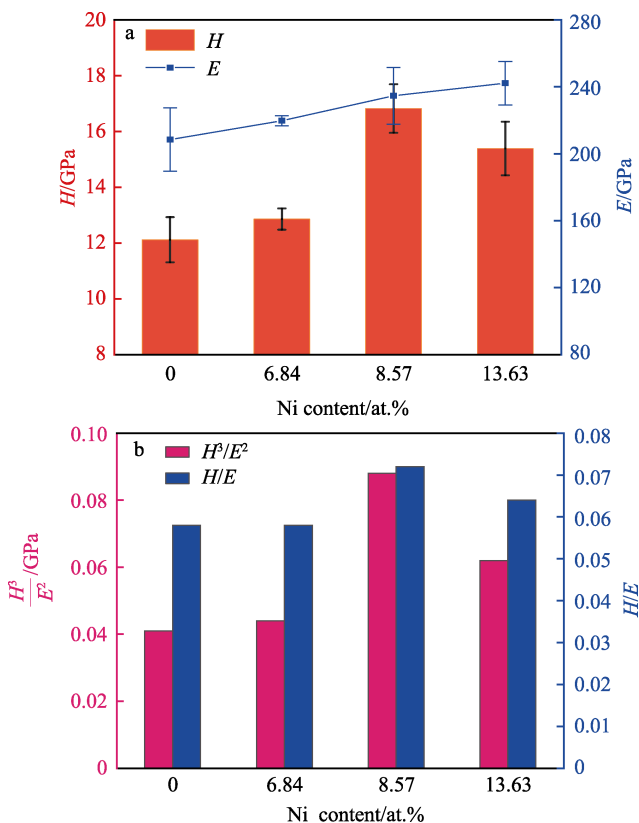 a
H
E
20
18
16
14
12
10
8
H/GPa
280
240
200
160
120
80
E/GPa
0 6.84 8.57 13.63
Ni content/at.%
b
H³/E²
H/E
0.10
0.08
0.06
0.04
0.02
0
H³/E² /GPa
0.08
0.07
0.06
0.05
0.04
0.03
0.02
0.01
0
H/E
0 6.84 8.57 13.63
Ni content/at.%